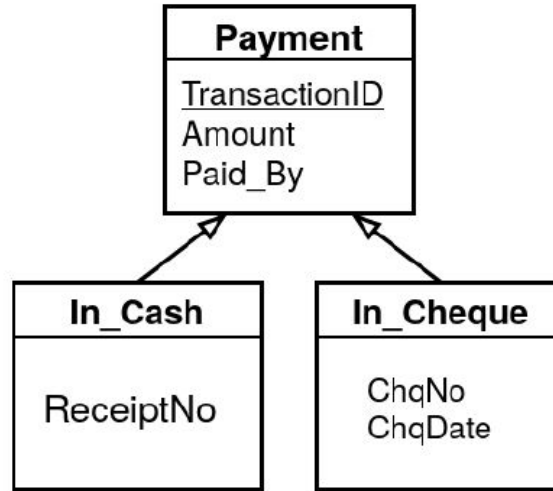 Payment
TransactionID
Amount
Paid_By
In_Cash
ReceiptNo
In_Cheque
ChqNo
ChqDate